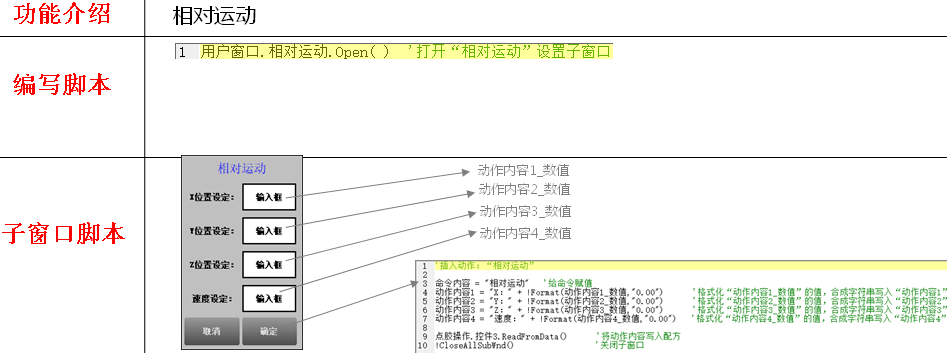 功能介绍
相对运动
编写脚本
1 用户窗口.相对运动.Open( ) '打开“相对运动”设置子窗口
子窗口脚本
相对运动
X位置设定: 输入框
Y位置设定: 输入框
Z位置设定: 输入框
速度设定: 输入框
取消 确定
动作内容1_数值
动作内容2_数值
动作内容3_数值
动作内容4_数值
1 '插入动作:“相对运动”
2
3 命令内容 = "相对运动" '给命令赋值
4 动作内容1 = "X: " + !Format(动作内容1_数值,"0.00") '格式化“动作内容1_数值”的值，合成字符串写入“动作内容1”
5 动作内容2 = "Y: " + !Format(动作内容2_数值,"0.00") '格式化“动作内容2_数值”的值，合成字符串写入“动作内容2”
6 动作内容3 = "Z: " + !Format(动作内容3_数值,"0.00") '格式化“动作内容3_数值”的值，合成字符串写入“动作内容3”
7 动作内容4 = "速度: " + !Format(动作内容4_数值,"0.00") '格式化“动作内容4_数值”的值，合成字符串写入“动作内容4”
8
9 点胶操作.控件3.ReadFromData() '将动作内容写入配方
10 !CloseAllSubWnd() '关闭子窗口